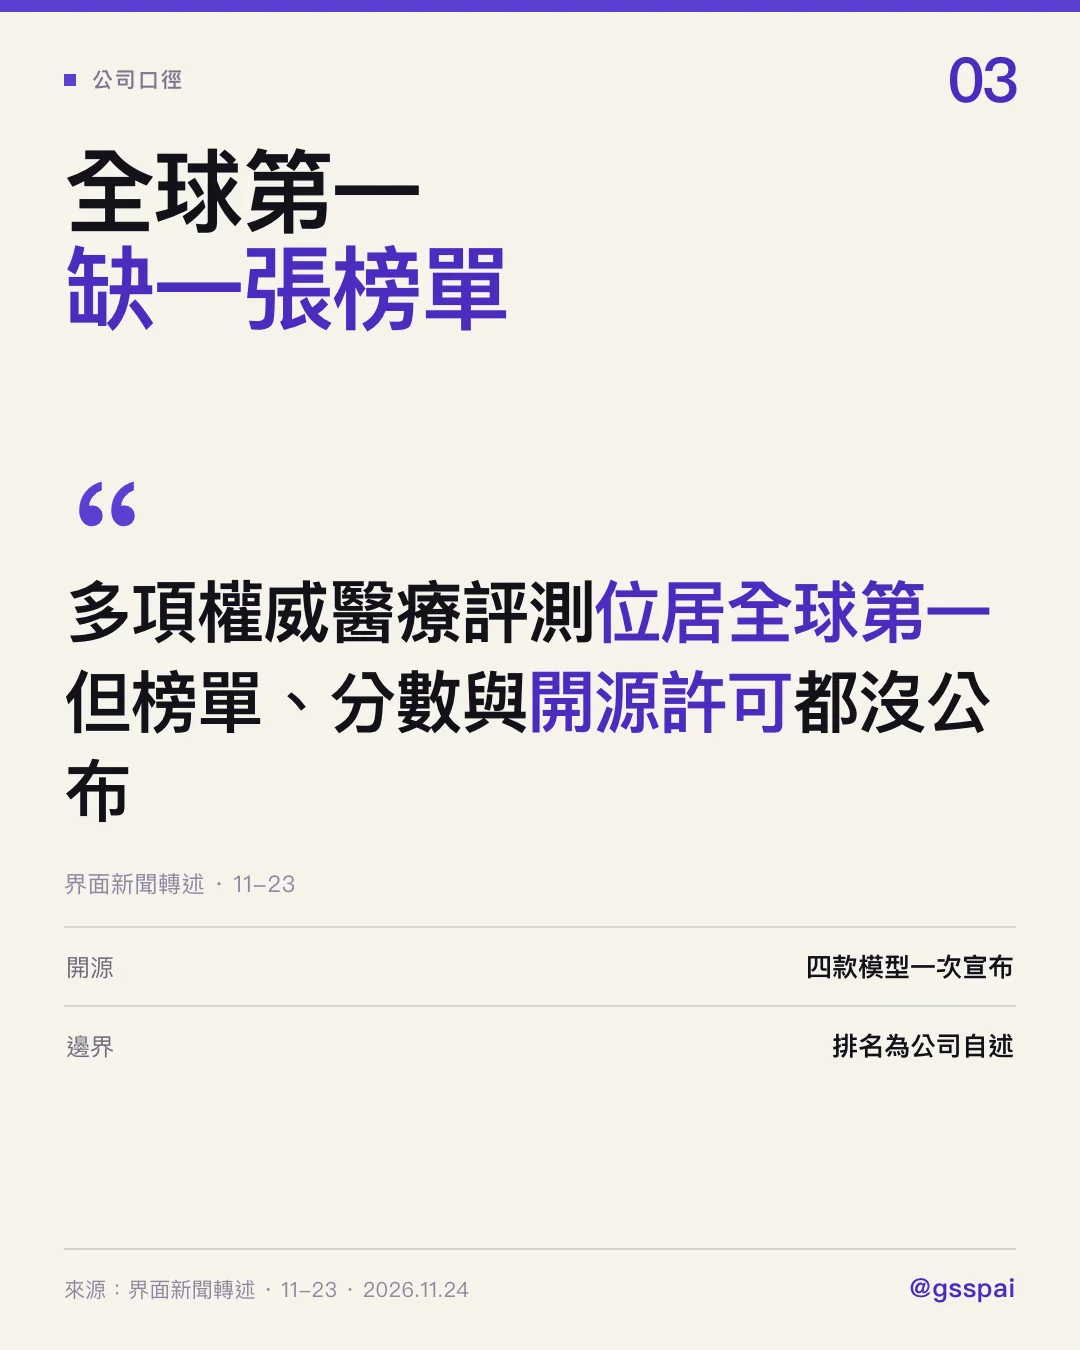 公司口徑
03
全球第一
缺一張榜單
“
多項權威醫療評測位居全球第一
但榜單、分數與開源許可都沒公
布
界面新聞轉述 · 11–23
開源 四款模型一次宣布
邊界 排名為公司自述
來源：界面新聞轉述 · 11–23 · 2026.11.24
@gsspai